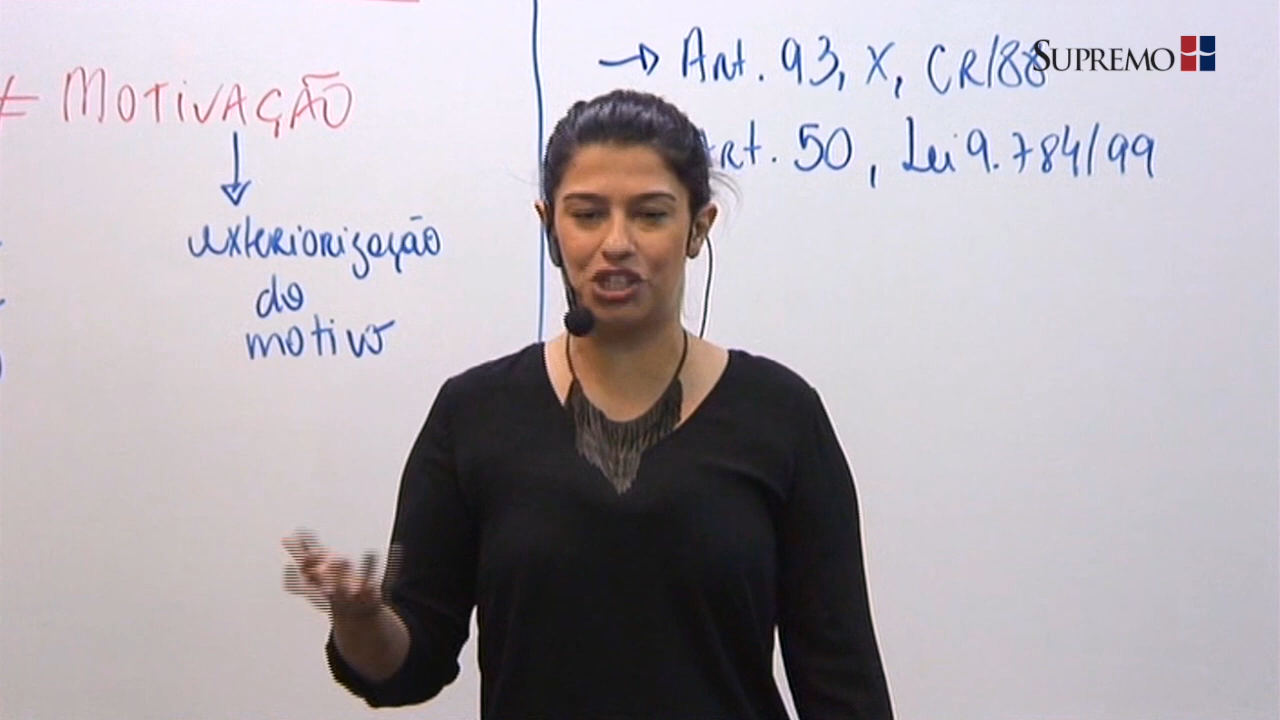 ≠ MOTIVAÇÃO
exteriorização
do
motivo
→ Art. 93, X, CR/88
Art. 50, Lei 9.784/99
SUPREMO